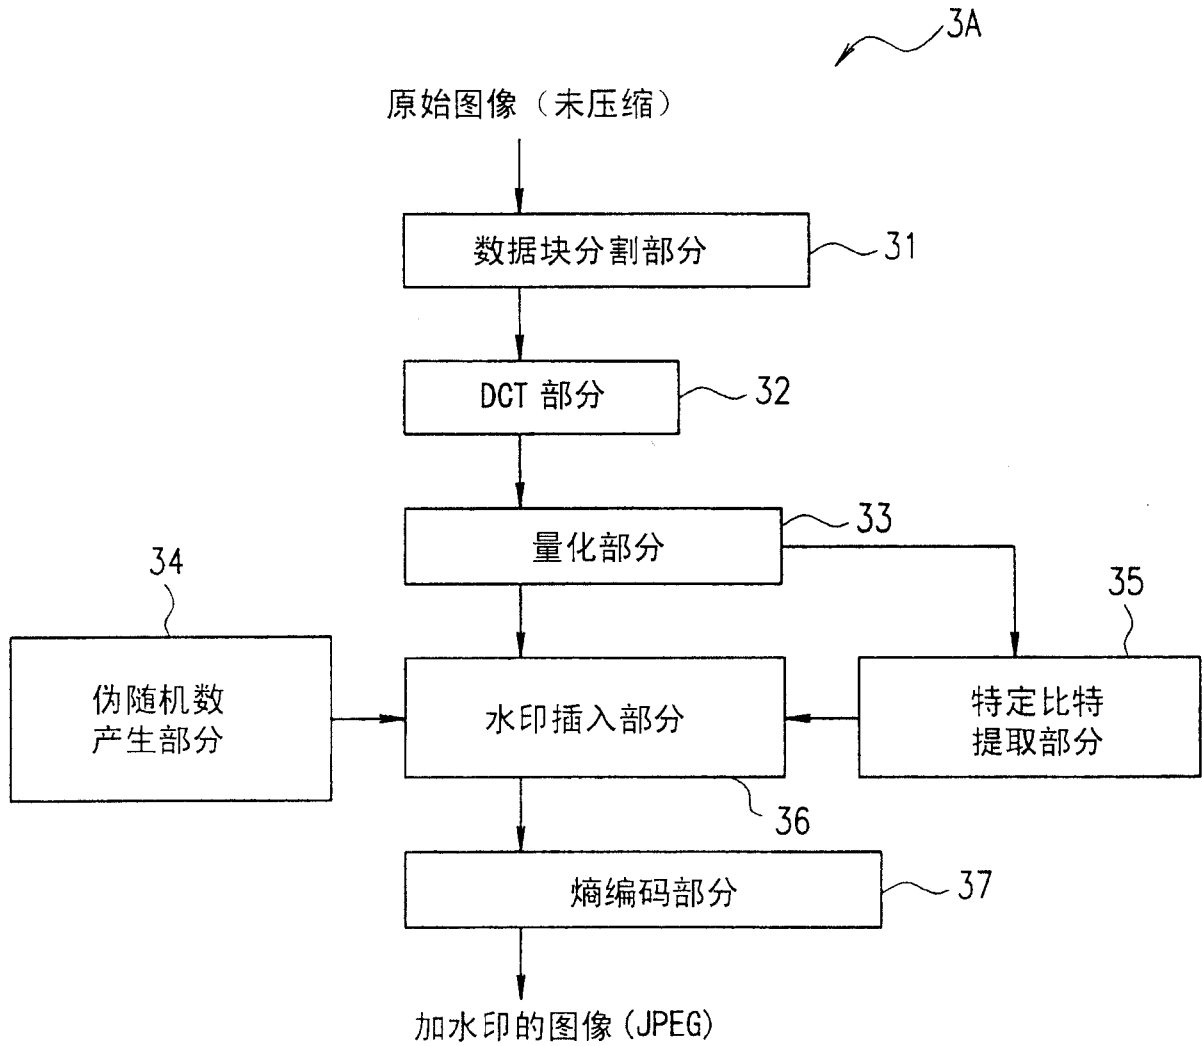 3A
原始图像（未压缩）
数据块分割部分
31
DCT 部分
32
量化部分
33
34
35
伪随机数
产生部分
水印插入部分
特定比特
提取部分
36
熵编码部分
37
加水印的图像(JPEG)